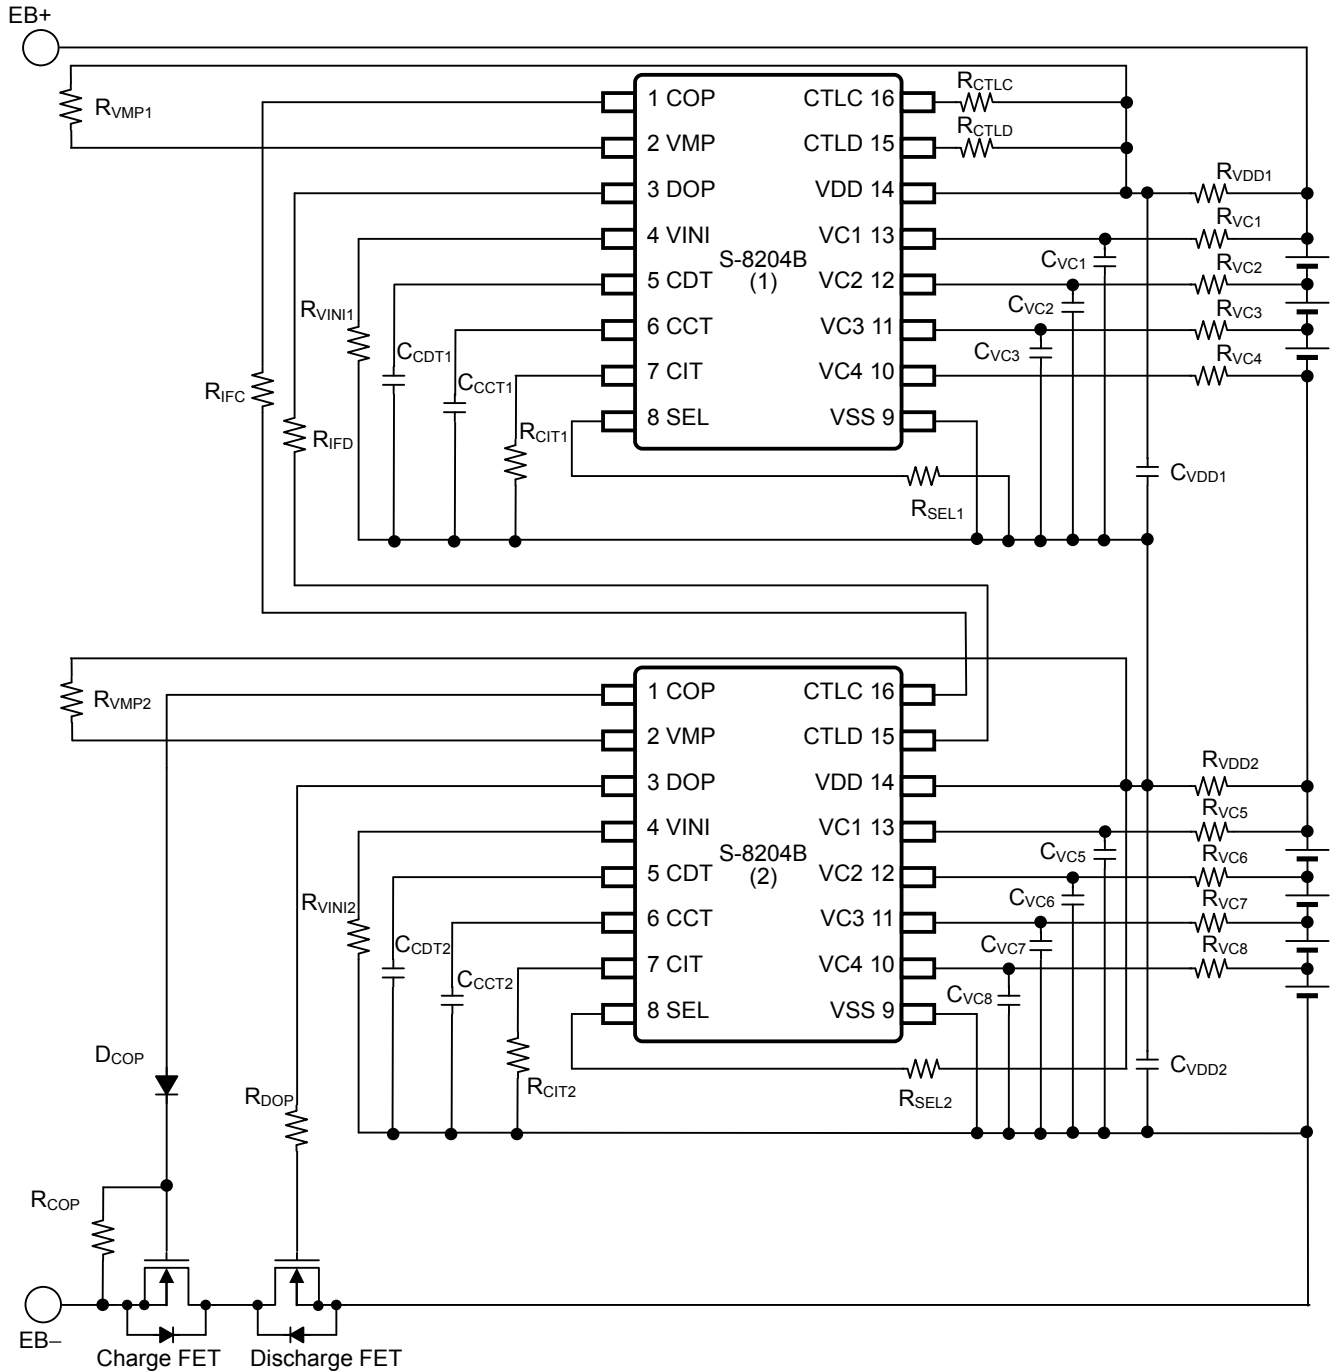 EB+
RVMP1
1 COP
CTLC 16
RCTLC
2 VMP
CTLD 15
RCTLD
3 DOP
VDD 14
RVDD1
4 VINI
VC1 13
RVC1
S-8204B
(1)
CVC1
5 CDT
VC2 12
RVC2
RVINI1
CVC2
6 CCT
VC3 11
RVC3
CCDT1
CVC3
7 CIT
VC4 10
RVC4
CCCT1
RIFC
8 SEL
VSS 9
RIFD
RCIT1
CVDD1
RSEL1
RVMP2
1 COP
CTLC 16
2 VMP
CTLD 15
3 DOP
VDD 14
RVDD2
4 VINI
VC1 13
RVC5
S-8204B
(2)
CVC5
5 CDT
VC2 12
RVC6
RVINI2
CVC6
6 CCT
VC3 11
RVC7
CCDT2
CVC7
7 CIT
VC4 10
RVC8
CCCT2
CVC8
8 SEL
VSS 9
DCOP
RDOP
RCIT2
RSEL2
CVDD2
RCOP
EB−
Charge FET
Discharge FET